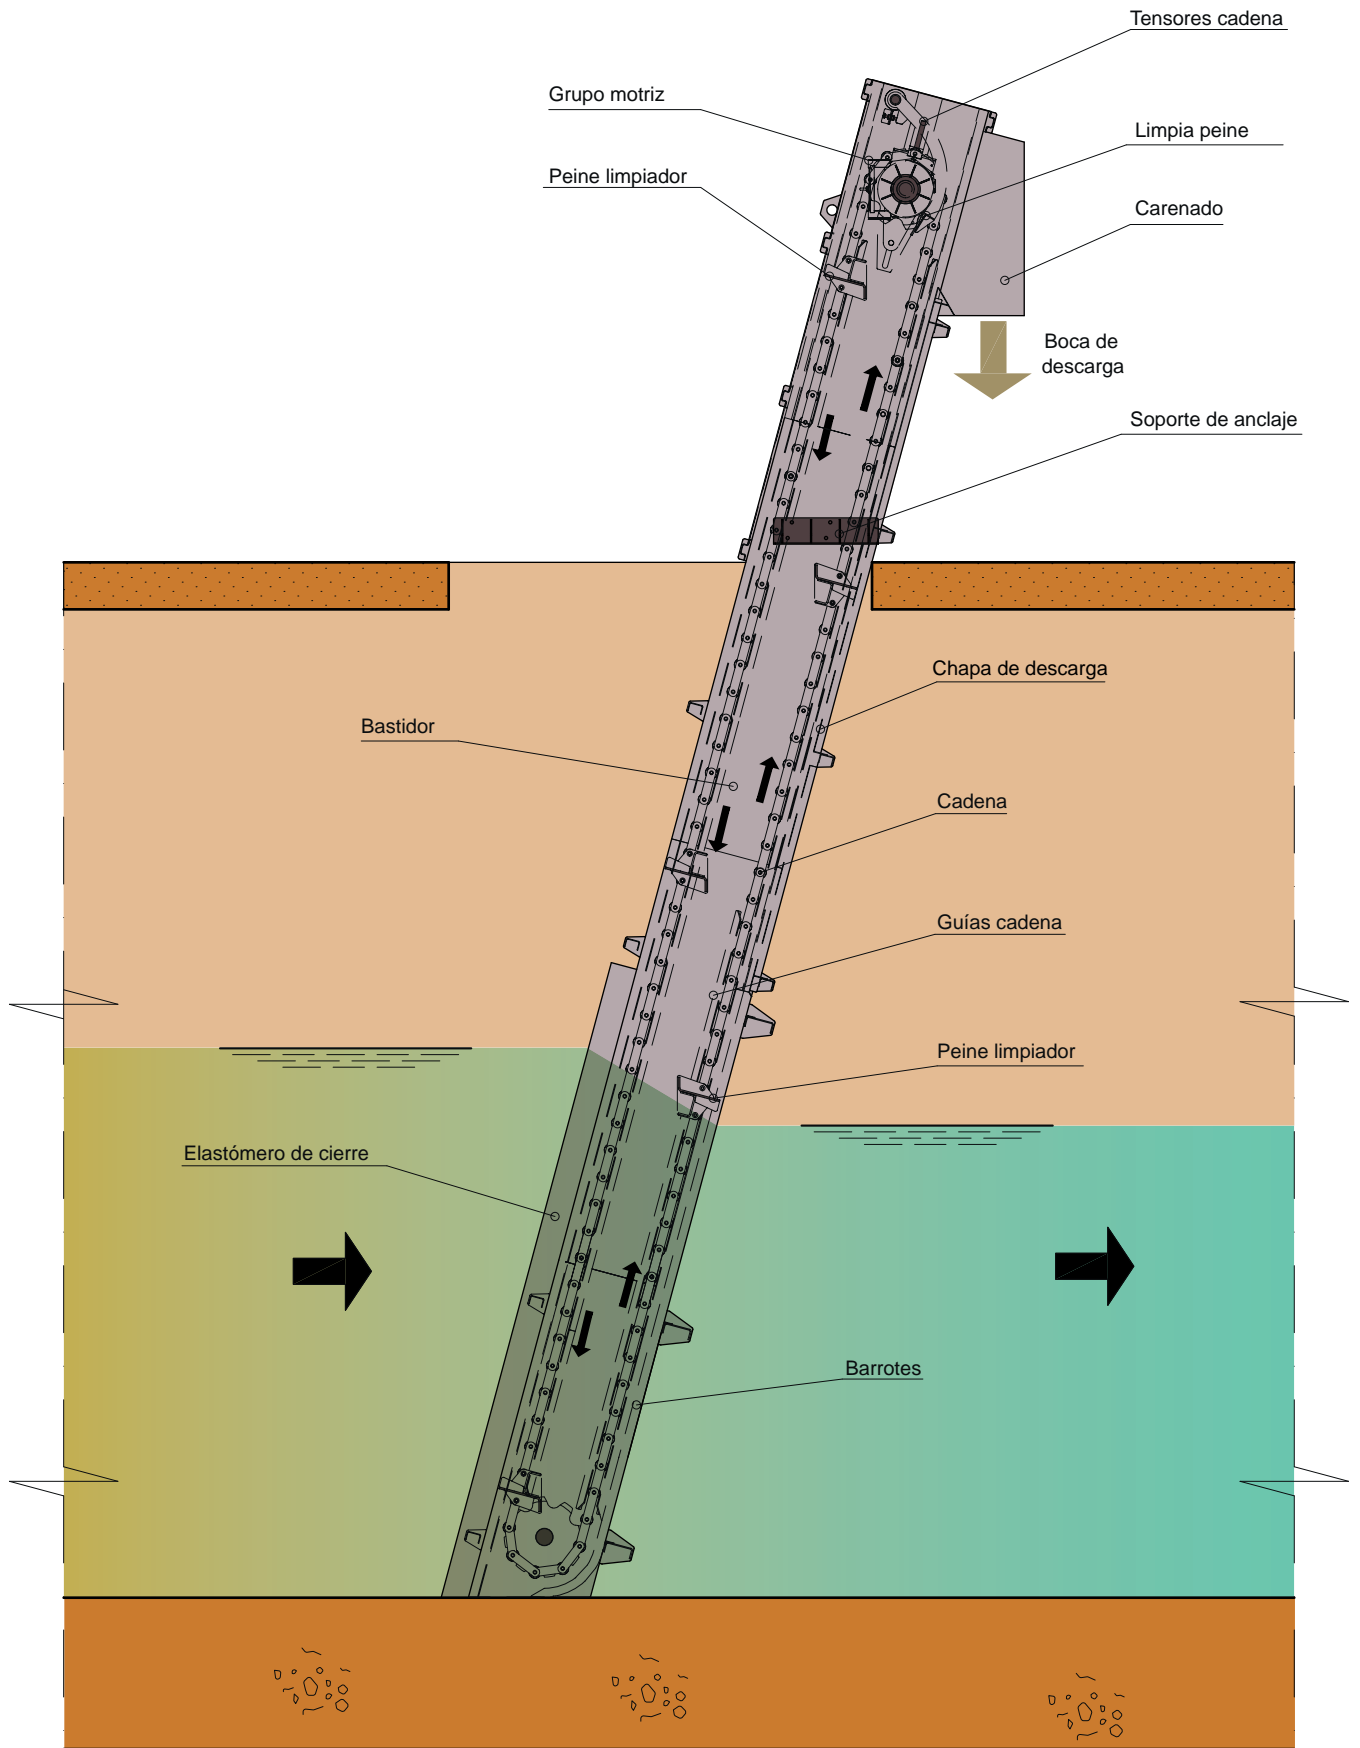 Tensores cadena
Grupo motriz
Limpia peine
Peine limpiador
Carenado
Boca de
descarga
Soporte de anclaje
Chapa de descarga
Bastidor
Cadena
Guías cadena
Peine limpiador
Elastómero de cierre
Barrotes